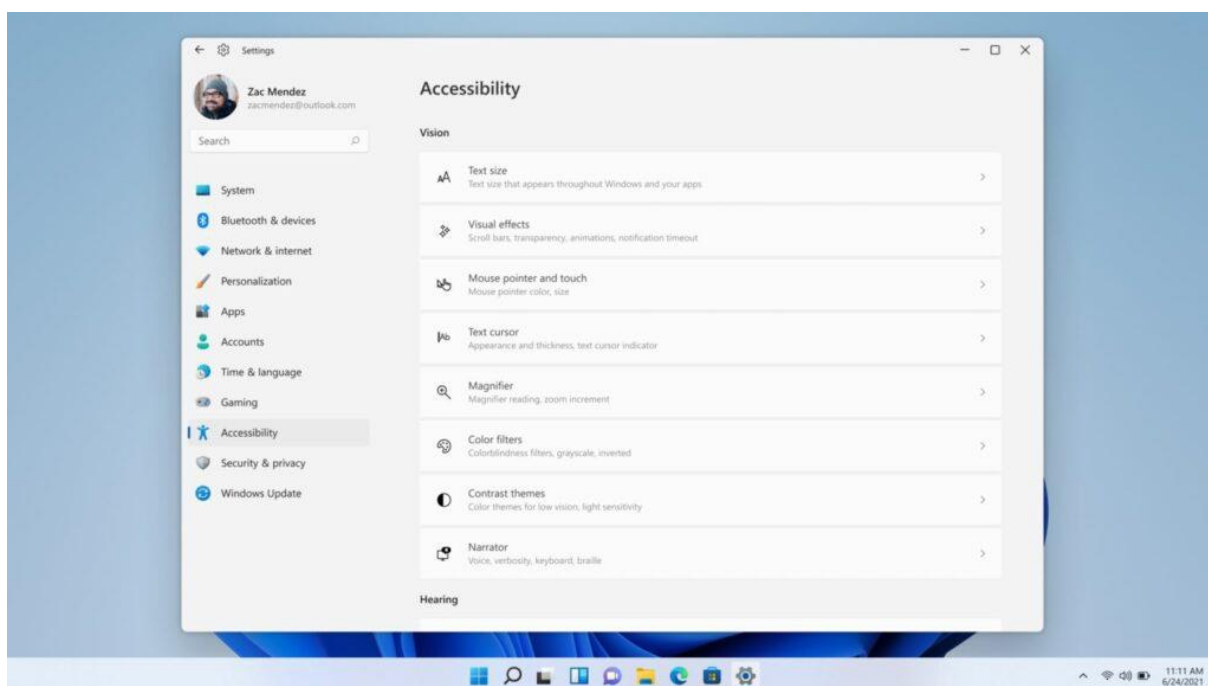 Settings
Zac Mendez
zacmendez@outlook.com
Search
System
Bluetooth & devices
Network & internet
Personalization
Apps
Accounts
Time & language
Gaming
Accessibility
Security & privacy
Windows Update
Accessibility
Vision
Text size
Text size that appears throughout Windows and your apps
Visual effects
Scroll bars, transparency, animations, notification timeout
Mouse pointer and touch
Mouse pointer color, size
Text cursor
Appearance and thickness, text cursor indicator
Magnifier
Magnifier reading, zoom increment
Color filters
Colorblindness filters, grayscale, inverted
Contrast themes
Color themes for low vision, light sensitivity
Narrator
Voice, verbosity, keyboard, braille
Hearing
11:11 AM
6/24/2021